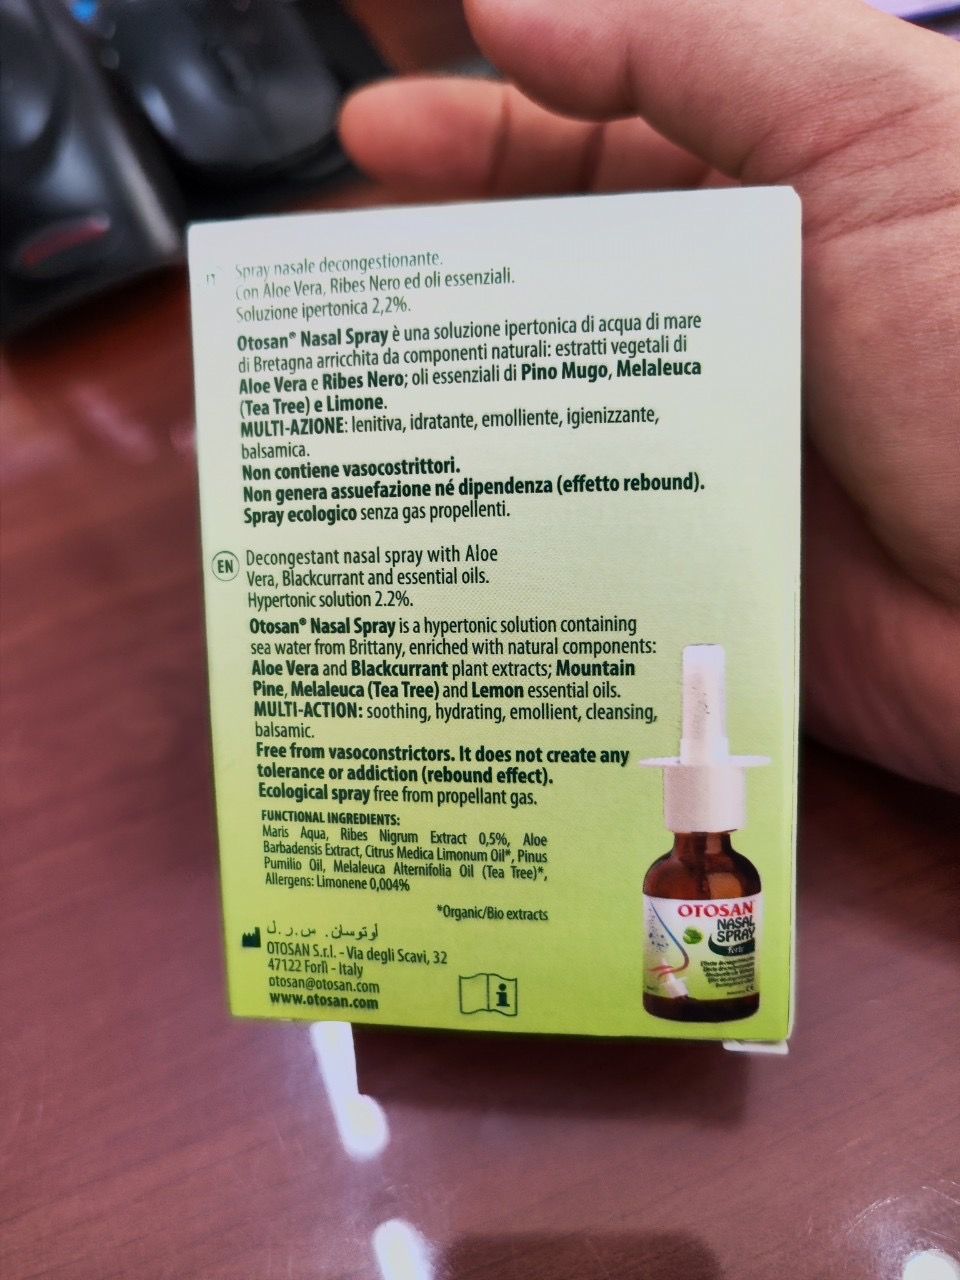 IT
Spray nasale decongestionante.
Con Aloe Vera, Ribes Nero ed oli essenziali.
Soluzione ipertonica 2,2%.
Otosan® Nasal Spray è una soluzione ipertonica di acqua di mare
di Bretagna arricchita da componenti naturali: estratti vegetali di
Aloe Vera e Ribes Nero; oli essenziali di Pino Mugo, Melaleuca
(Tea Tree) e Limone.
MULTI-AZIONE: lenitiva, idratante, emolliente, igienizzante,
balsamica.
Non contiene vasocostrittori.
Non genera assuefazione né dipendenza (effetto rebound).
Spray ecologico senza gas propellenti.
EN
Decongestant nasal spray with Aloe
Vera, Blackcurrant and essential oils.
Hypertonic solution 2.2%.
Otosan® Nasal Spray is a hypertonic solution containing
sea water from Brittany, enriched with natural components:
Aloe Vera and Blackcurrant plant extracts; Mountain
Pine, Melaleuca (Tea Tree) and Lemon essential oils.
MULTI-ACTION: soothing, hydrating, emollient, cleansing,
balsamic.
Free from vasoconstrictors. It does not create any
tolerance or addiction (rebound effect).
Ecological spray free from propellant gas.
FUNCTIONAL INGREDIENTS:
Maris Aqua, Ribes Nigrum Extract 0,5%, Aloe
Barbadensis Extract, Citrus Medica Limonum Oil*, Pinus
Pumilio Oil, Melaleuca Alternifolia Oil (Tea Tree)*,
Allergens: Limonene 0,004%
*Organic/Bio extracts
أوتوسان. س.ر.ل.
OTOSAN S.r.l. - Via degli Scavi, 32
47122 Forlì - Italy
otosan@otosan.com
www.otosan.com
i
OTOSAN
NASAL
SPRAY
Forte